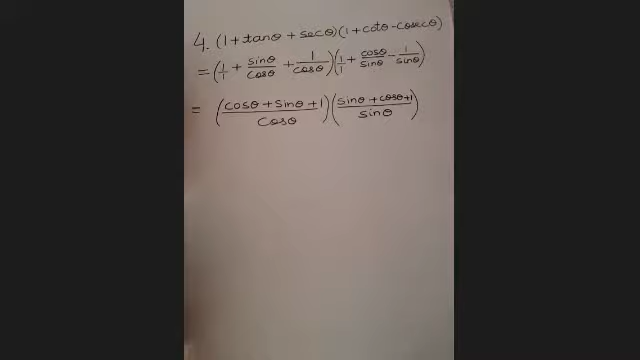 4. (1 + tanθ + secθ)(1 + cotθ - cosecθ)
= (1/1 + sinθ/cosθ + 1/cosθ)(1/1 + cosθ/sinθ - 1/sinθ)
= ((cosθ + sinθ + 1)/cosθ)((sinθ + cosθ + 1)/sinθ)